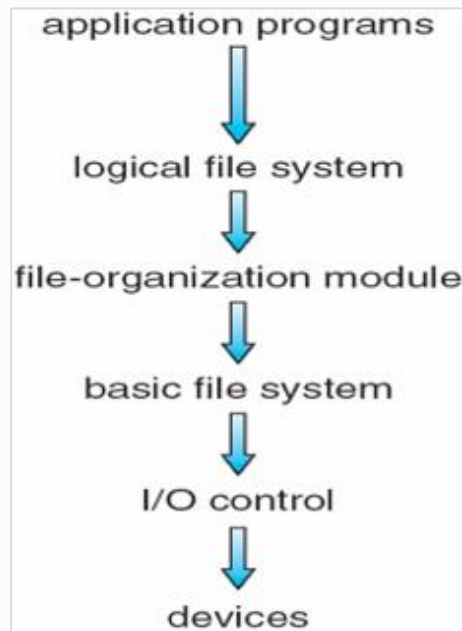 application programs
logical file system
file-organization module
basic file system
I/O control
devices